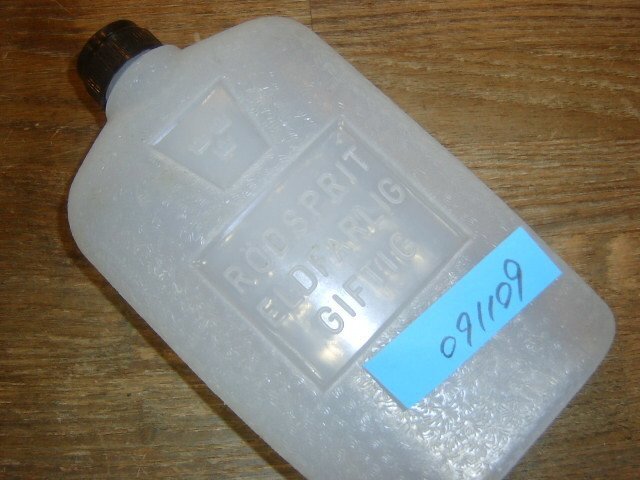 RÖDSPRIT
ELDFARLIG
GIFTIG
091109